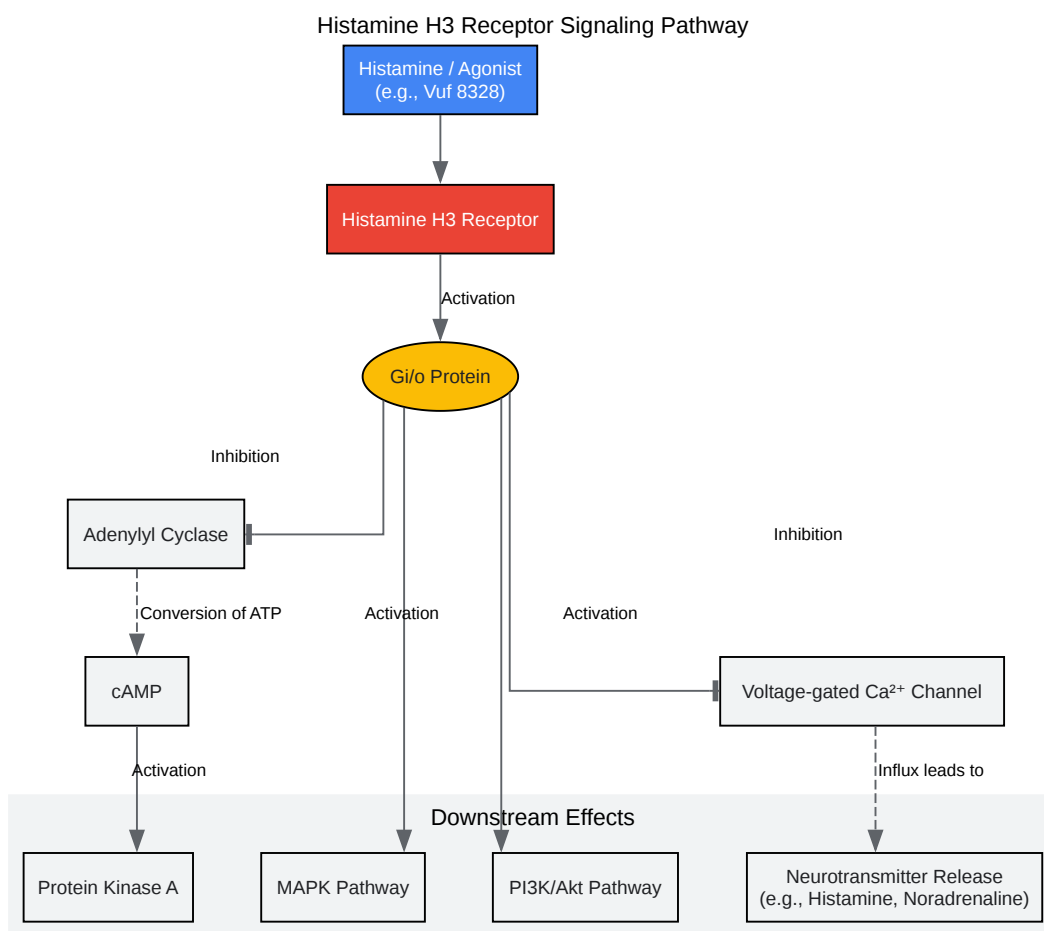 Histamine H3 Receptor Signaling Pathway
Histamine / Agonist
(e.g., Vuf 8328)
Histamine H3 Receptor
Activation
Gi/o Protein
Inhibition
Adenylyl Cyclase
Inhibition
Conversion of ATP
Activation
Activation
cAMP
Voltage-gated Ca²⁺ Channel
Activation
Influx leads to
Downstream Effects
Protein Kinase A
MAPK Pathway
PI3K/Akt Pathway
Neurotransmitter Release
(e.g., Histamine, Noradrenaline)